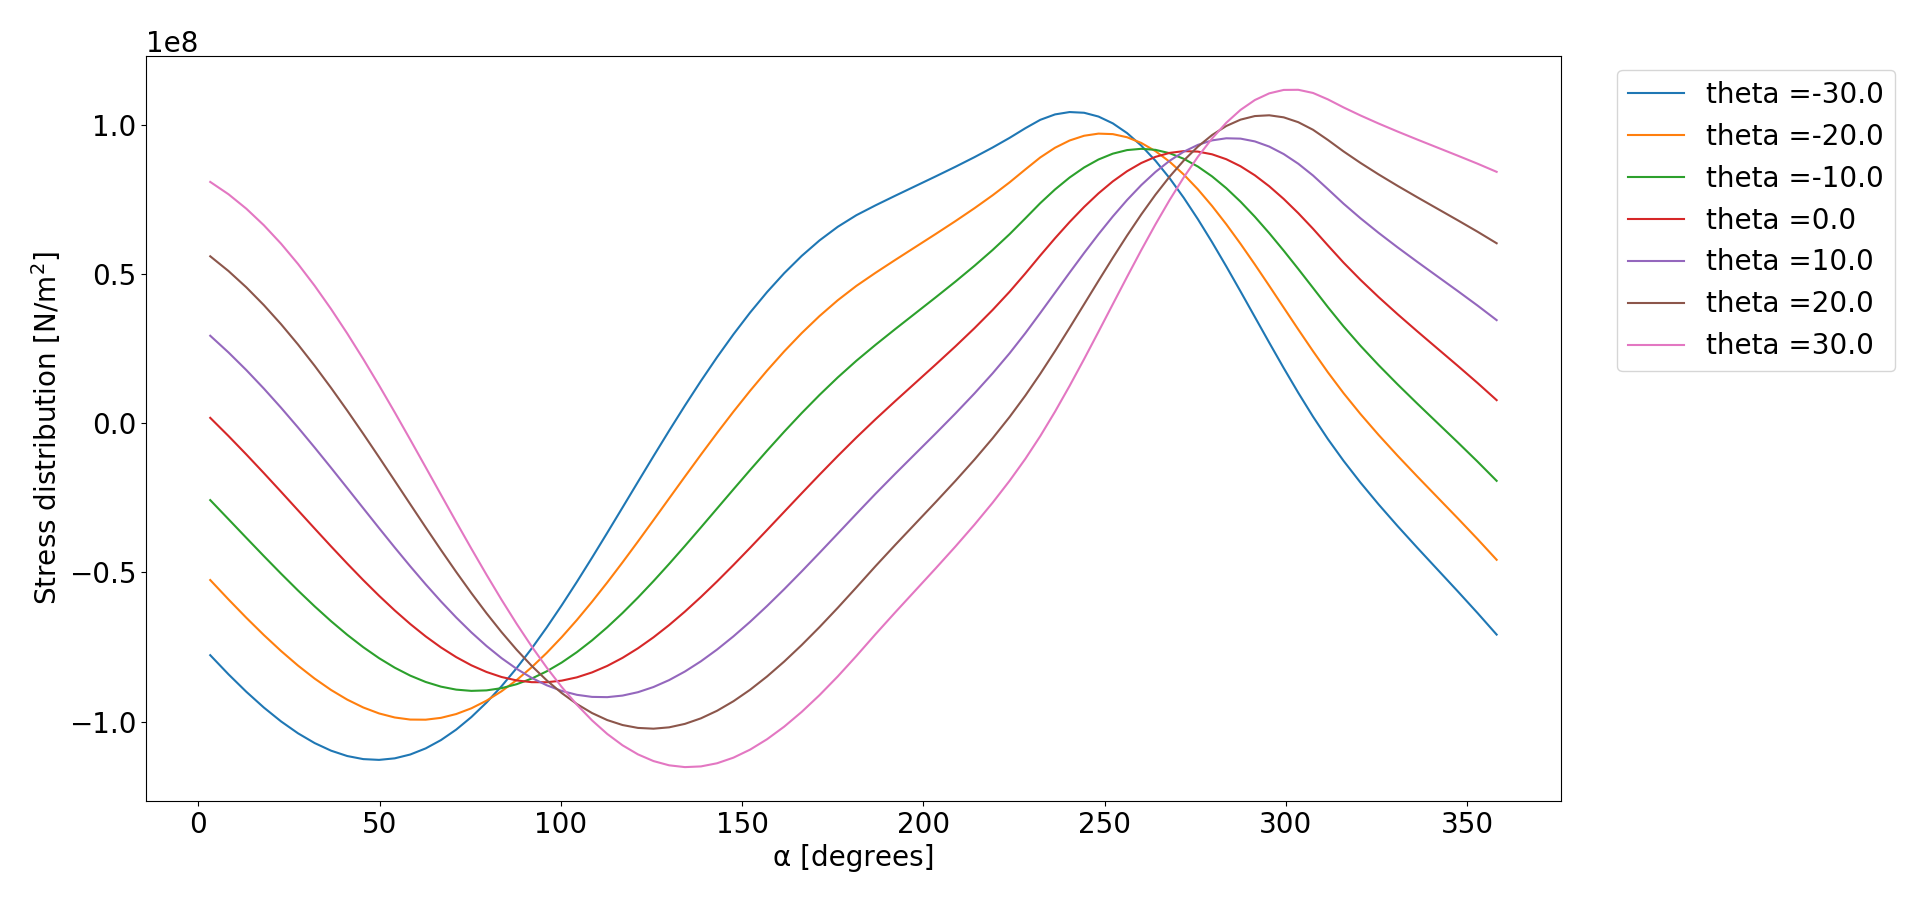 1e8
1.0
0.5
0.0
−0.5
−1.0
Stress distribution [N/m²]
0 50 100 150 200 250 300 350
α [degrees]
theta =-30.0
theta =-20.0
theta =-10.0
theta =0.0
theta =10.0
theta =20.0
theta =30.0